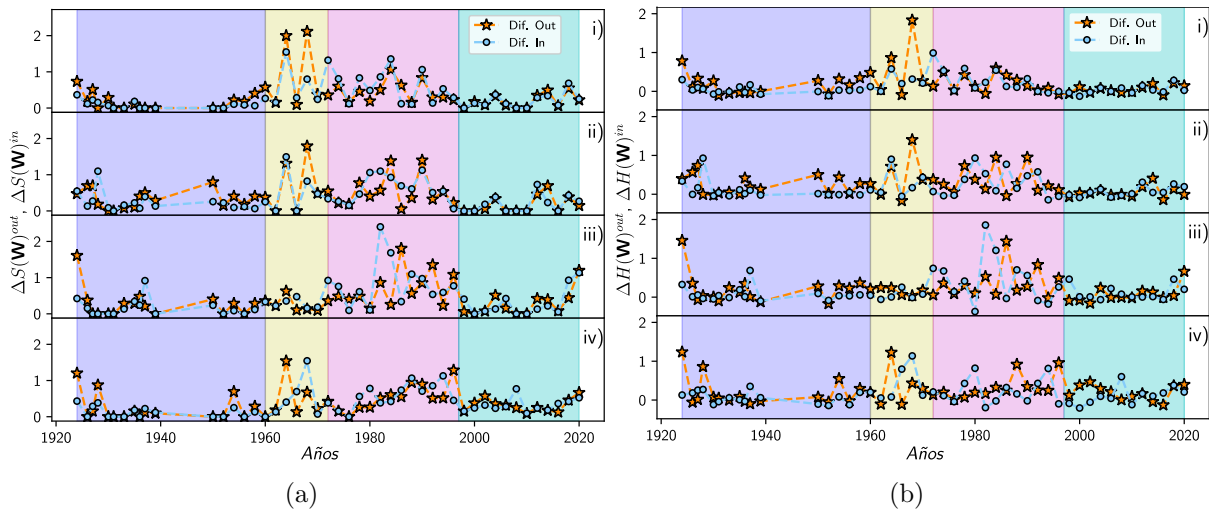 Dif. Out
Dif. In
i)
ii)
iii)
iv)
2
1
0
2
1
0
2
1
0
2
1
0
1920 1940 1960 1980 2000 2020
Años
ΔS(W)^out, ΔS(W)^in
(a)
Dif. Out
Dif. In
i)
ii)
iii)
iv)
2
1
0
2
1
0
2
1
0
2
1
0
1920 1940 1960 1980 2000 2020
Años
ΔH(W)^out, ΔH(W)^in
(b)